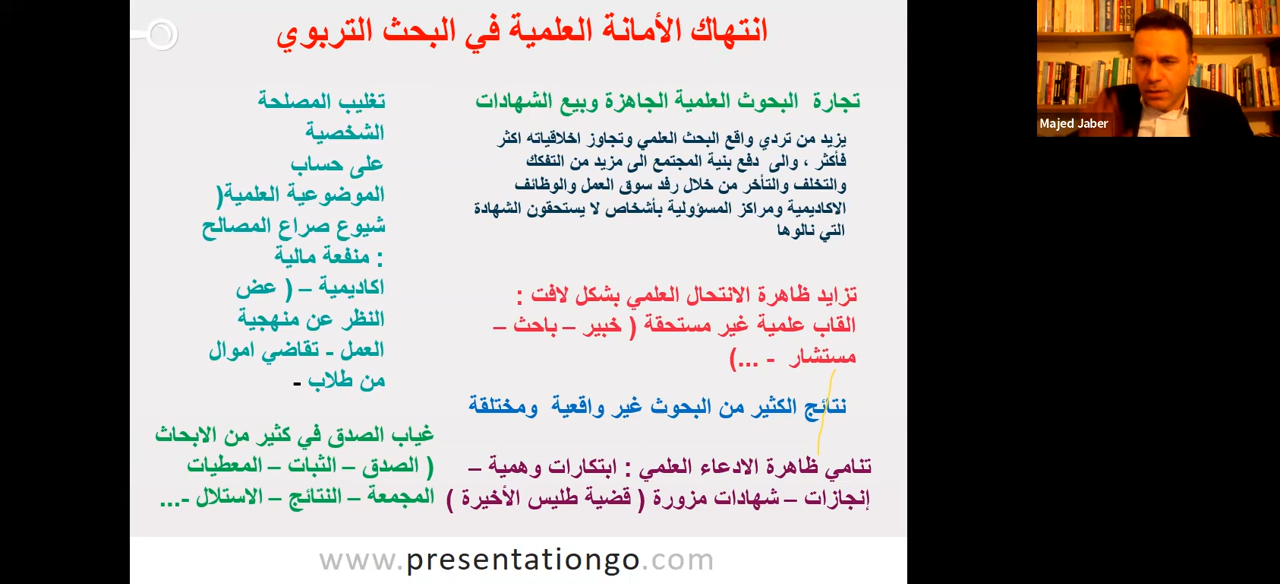 انتهاك الأمانة العلمية في البحث التربوي
تجارة البحوث العلمية الجاهزة وبيع الشهادات
يزيد من تردي واقع البحث العلمي وتجاوز اخلاقياته اكثر
فأكثر ، والى دفع بنية المجتمع الى مزيد من التفكك
والتخلف والتأخر من خلال رفد سوق العمل والوظائف
الاكاديمية ومراكز المسؤولية بأشخاص لا يستحقون الشهادة
التي نالوها
تزايد ظاهرة الانتحال العلمي بشكل لافت :
القاب علمية غير مستحقة ( خبير – باحث –
مستشار - ...)
نتائج الكثير من البحوث غير واقعية ومختلقة
تنامي ظاهرة الادعاء العلمي : ابتكارات وهمية –
إنجازات – شهادات مزورة ( قضية طليس الأخيرة )
تغليب المصلحة
الشخصية
على حساب
الموضوعية العلمية(
شيوع صراع المصالح
: منفعة مالية
اكاديمية – ( غض
النظر عن منهجية
العمل - تقاضي اموال
من طلاب -
غياب الصدق في كثير من الابحاث
( الصدق – الثبات – المعطيات
المجمعة – النتائج – الاستلال -...
www.presentationgo.com
Majed Jaber